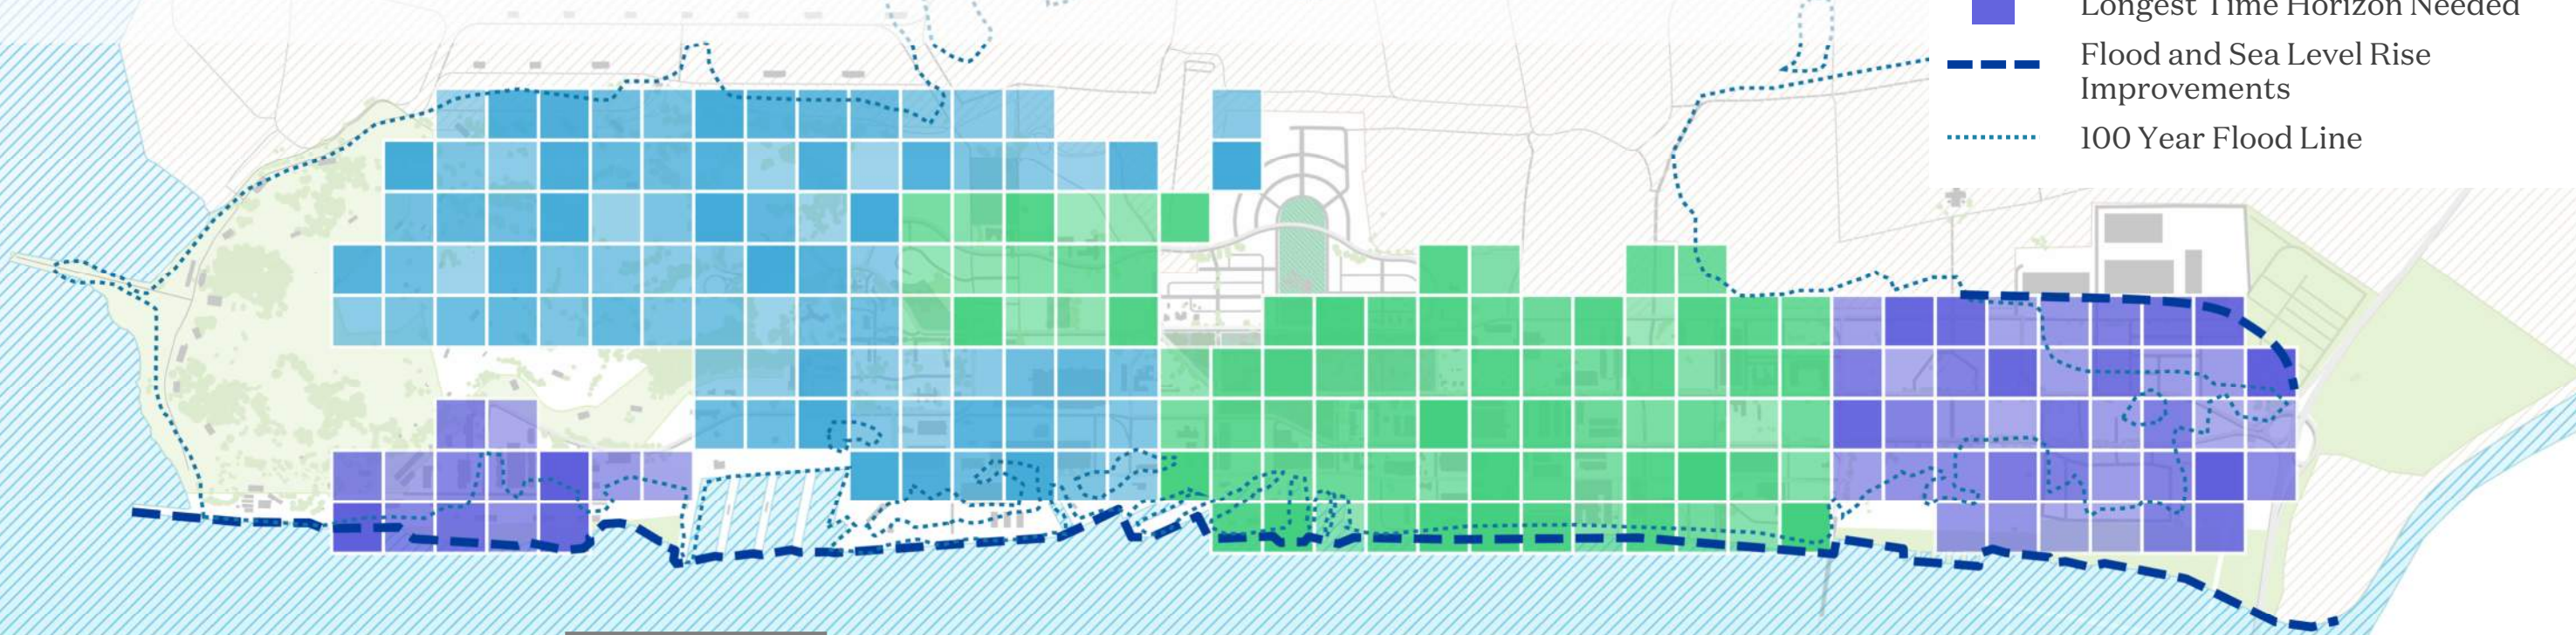 Longest Time Horizon Needed
Flood and Sea Level Rise
Improvements
100 Year Flood Line